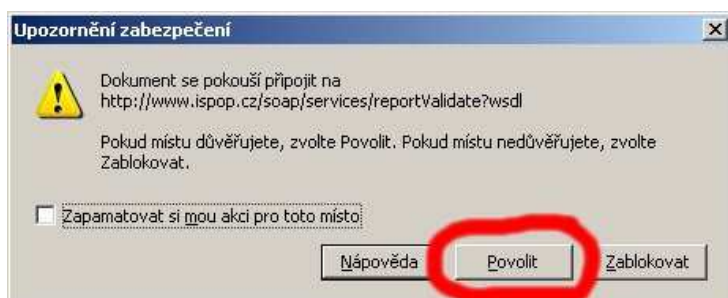 Upozornění zabezpečení
Dokument se pokouší připojit na
http://www.ispop.cz/soap/services/reportValidate?wsdl
Pokud místu důvěřujete, zvolte Povolit. Pokud místu nedůvěřujete, zvolte
Zablokovat.
Zapamatovat si mou akci pro toto místo
Nápověda Povolit Zablokovat